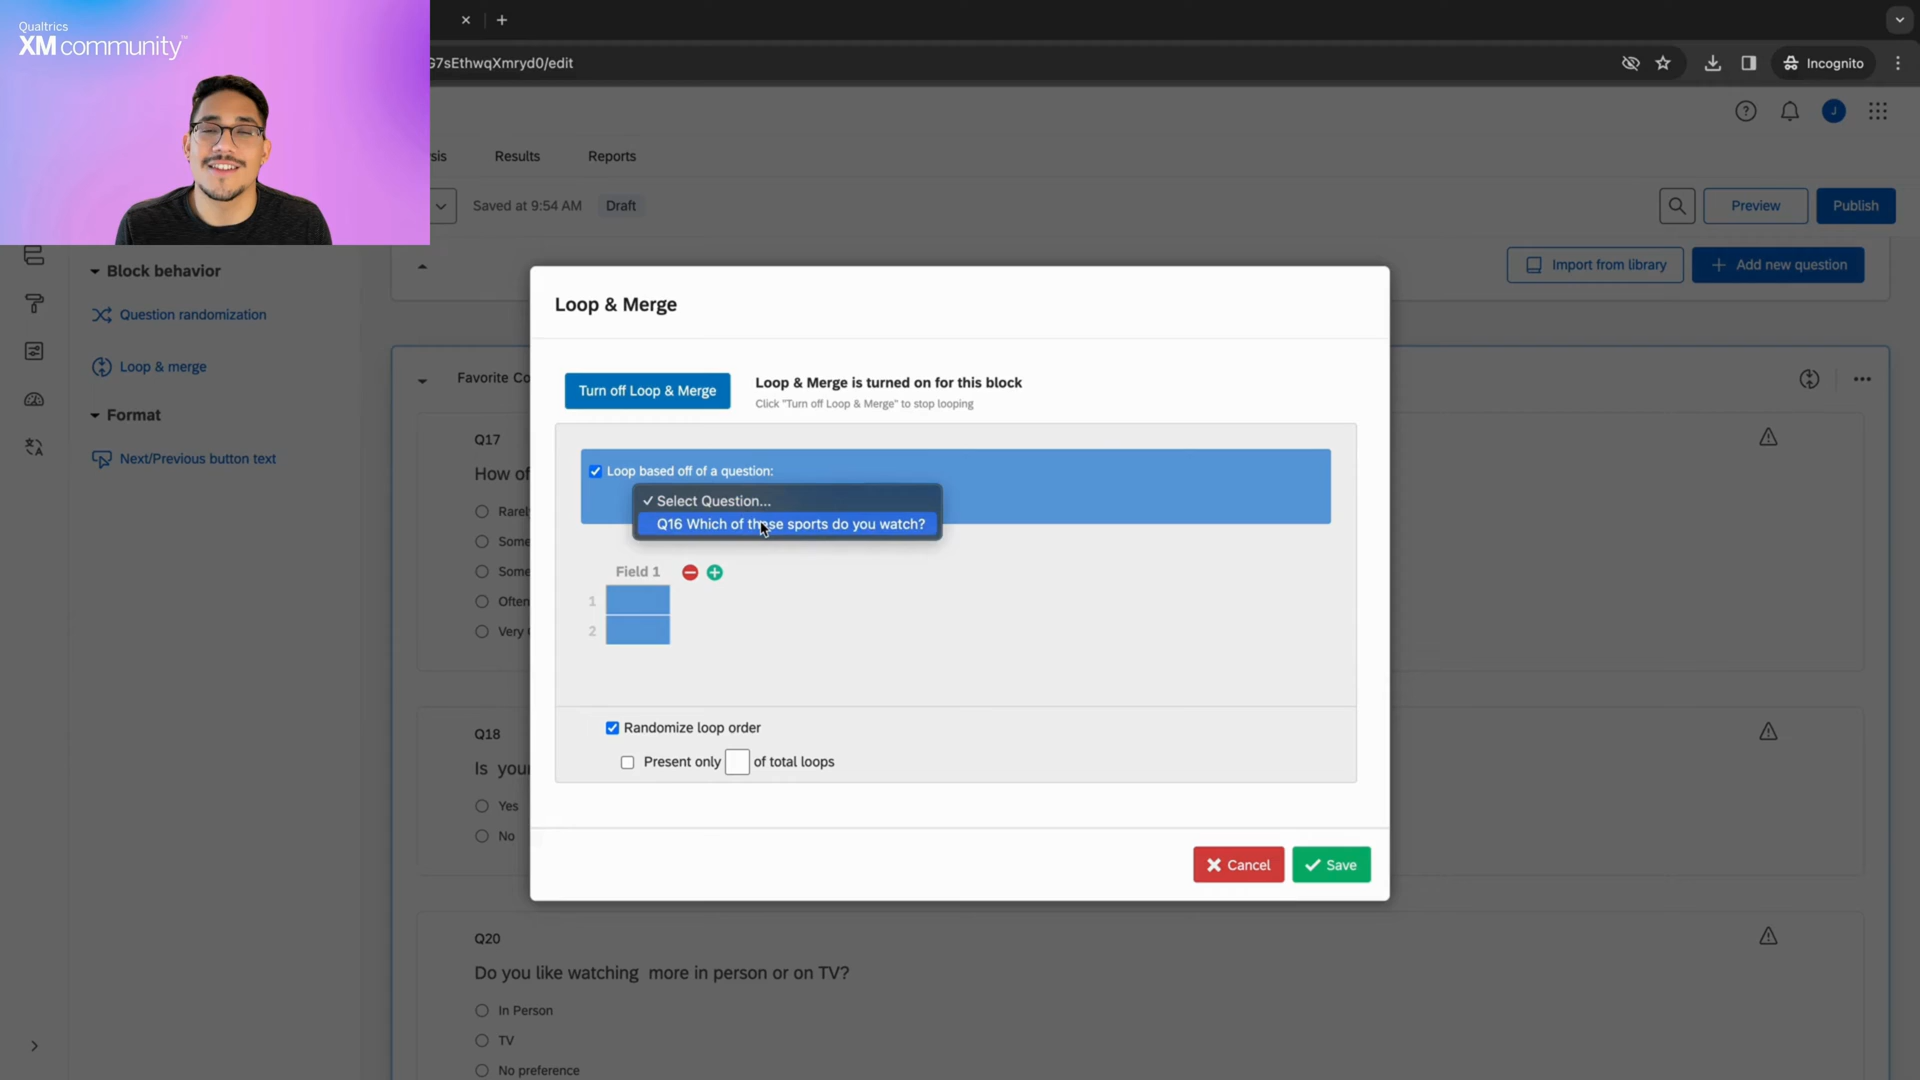 Qualtrics
XM community™
G7sEthwqXmryd0/edit
Incognito
J
sis
Results
Reports
Saved at 9:54 AM
Draft
Preview
Publish
Block behavior
Question randomization
Loop & merge
Format
Next/Previous button text
Import from library
Add new question
Favorite Co
Q17
How of
Rarel
Some
Some
Often
Very
Q18
Is your
Yes
No
Q20
Do you like watching  more in person or on TV?
In Person
TV
No preference
Loop & Merge
Turn off Loop & Merge
Loop & Merge is turned on for this block
Click "Turn off Loop & Merge" to stop looping
Loop based off of a question:
✓ Select Question...
Q16 Which of these sports do you watch?
Field 1
1
2
Randomize loop order
Present only of total loops
Cancel
Save